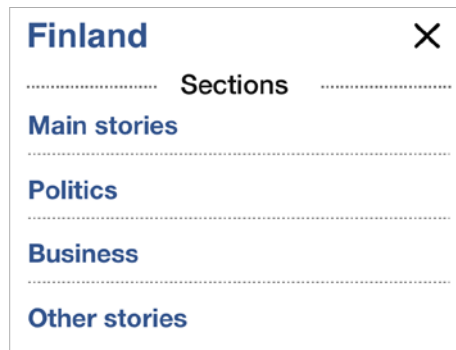 Finland
Sections
Main stories
Politics
Business
Other stories